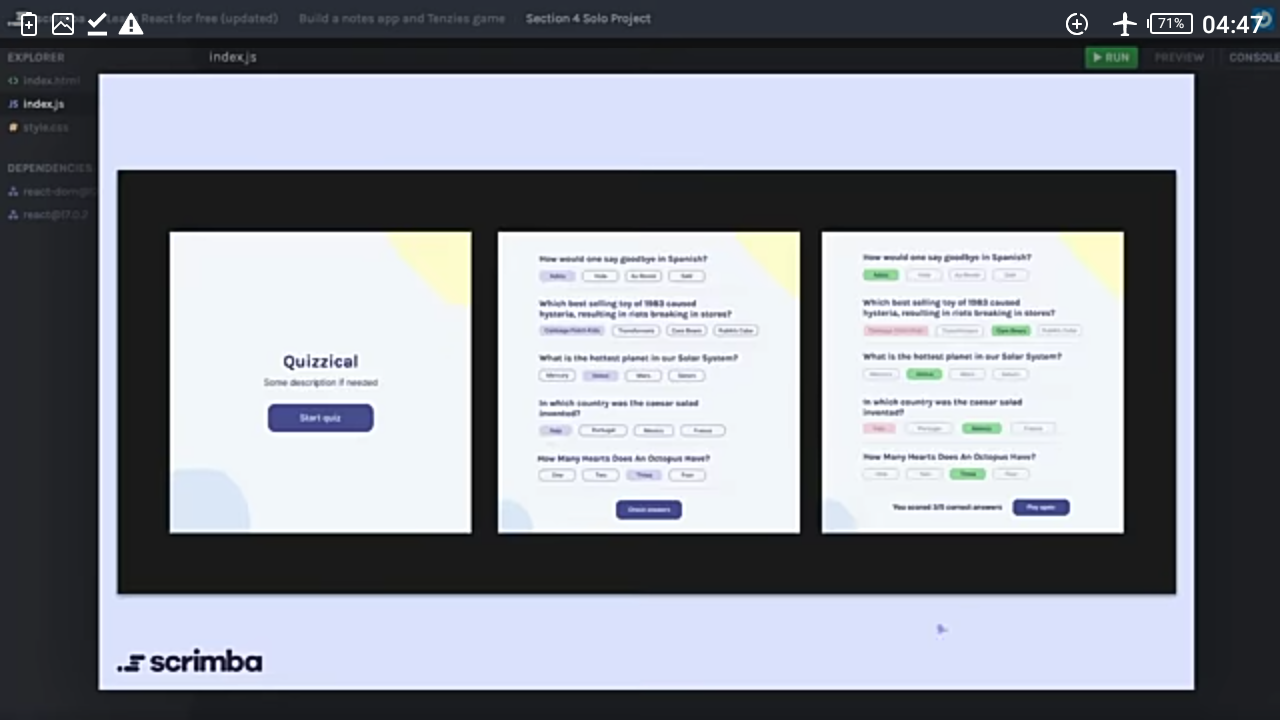 71% 04:47
React for free (updated) Build a notes app and Tenzies game Section 4 Solo Project
EXPLORER
index.js
RUN
PREVIEW
CONSOLE
index.html
JS index.js
style.css
DEPENDENCIES
react-dom@
react@17.0.2
Quizzical
Some description if needed
Start quiz
How would one say goodbye in Spanish?
Adiós Hola Au Revoir Salir
Which best selling toy of 1983 caused
hysteria, resulting in riots breaking in stores?
Cabbage Patch Kids Transformers Care Bears Rubik's Cube
What is the hottest planet in our Solar System?
Mercury Venus Mars Saturn
In which country was the caesar salad
invented?
Italy Portugal Mexico France
How Many Hearts Does An Octopus Have?
One Two Three Four
Check answers
How would one say goodbye in Spanish?
Adiós Hola Au Revoir Salir
Which best selling toy of 1983 caused
hysteria, resulting in riots breaking in stores?
Cabbage Patch Kids Transformers Care Bears Rubik's Cube
What is the hottest planet in our Solar System?
Mercury Venus Mars Saturn
In which country was the caesar salad
invented?
Italy Portugal Mexico France
How Many Hearts Does An Octopus Have?
One Two Three Four
You scored 3/5 correct answers
Play again
scrimba